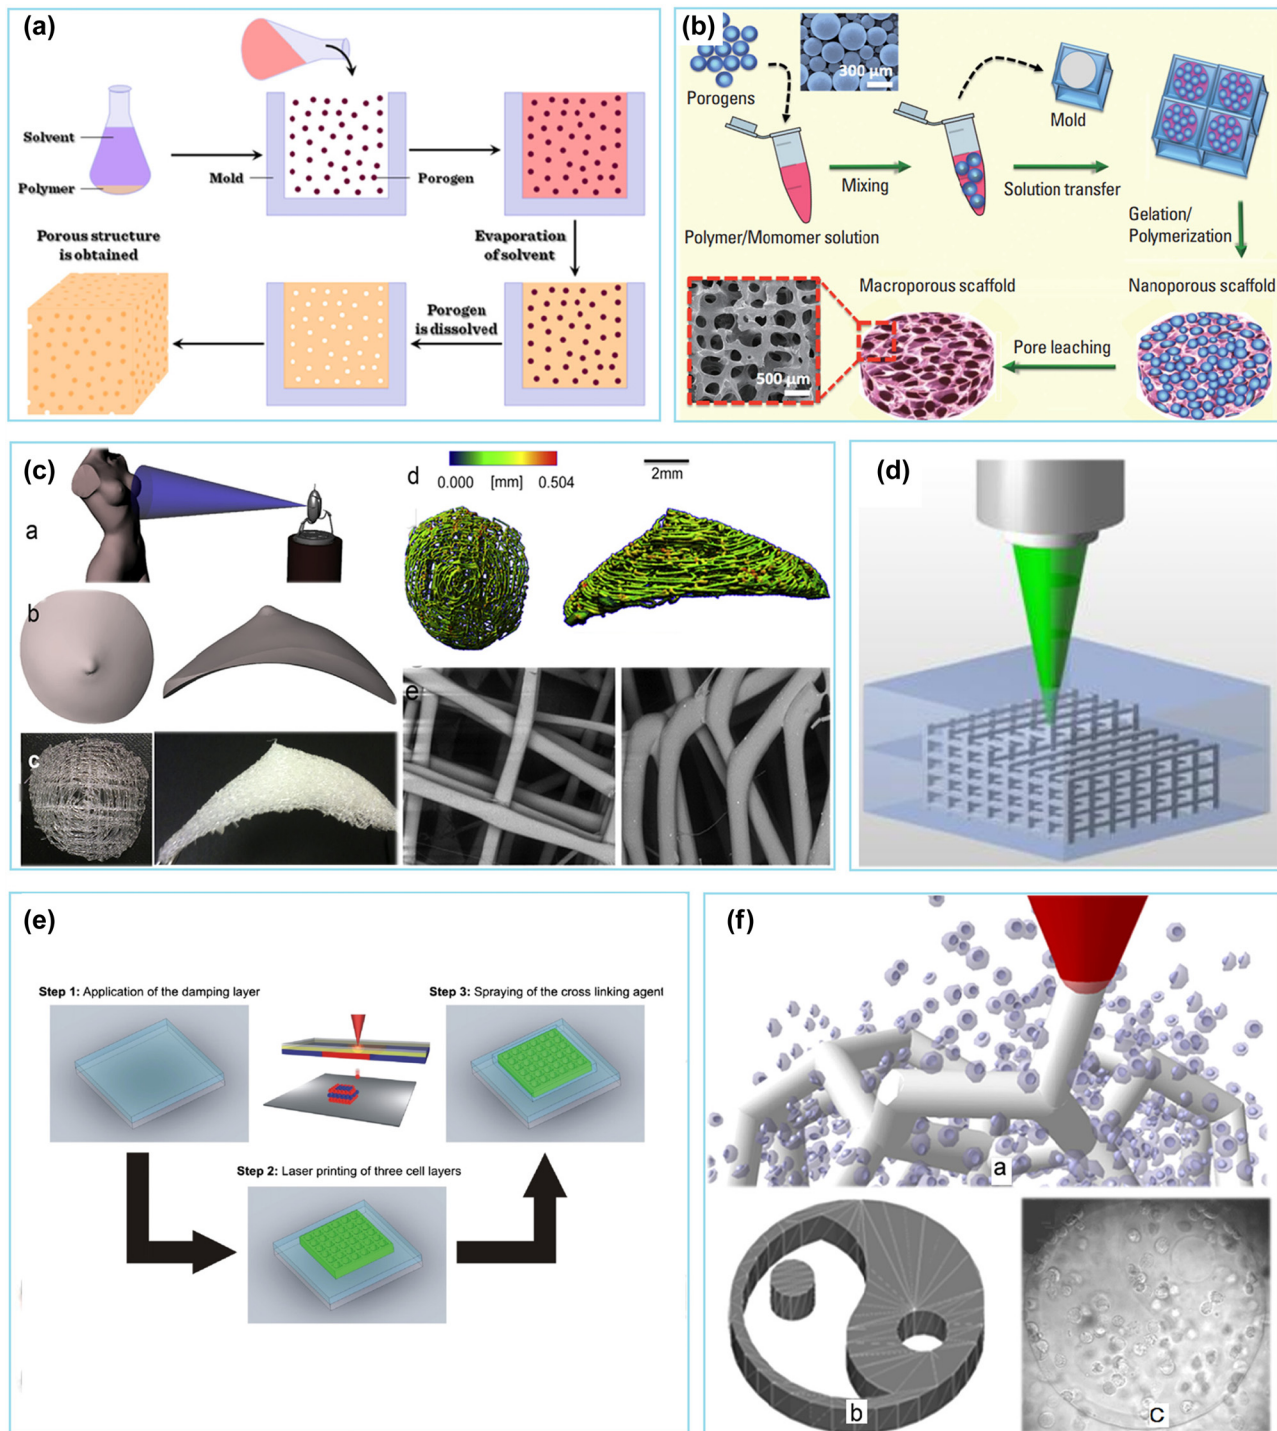 (a)
Solvent
Polymer
Mold
Porogen
Evaporation
of solvent
Porogen
is dissolved
Porous structure
is obtained
(b)
Porogens
300 µm
Mold
Mixing
Solution transfer
Polymer/Momomer solution
Gelation/
Polymerization
Nanoporous scaffold
Pore leaching
Macroporous scaffold
500 µm
(c)
a
b
c
d
0.000 [mm] 0.504
2mm
e
(d)
(e)
Step 1: Application of the damping layer
Step 2: Laser printing of three cell layers
Step 3: Spraying of the cross linking agent
(f)
a
b
C